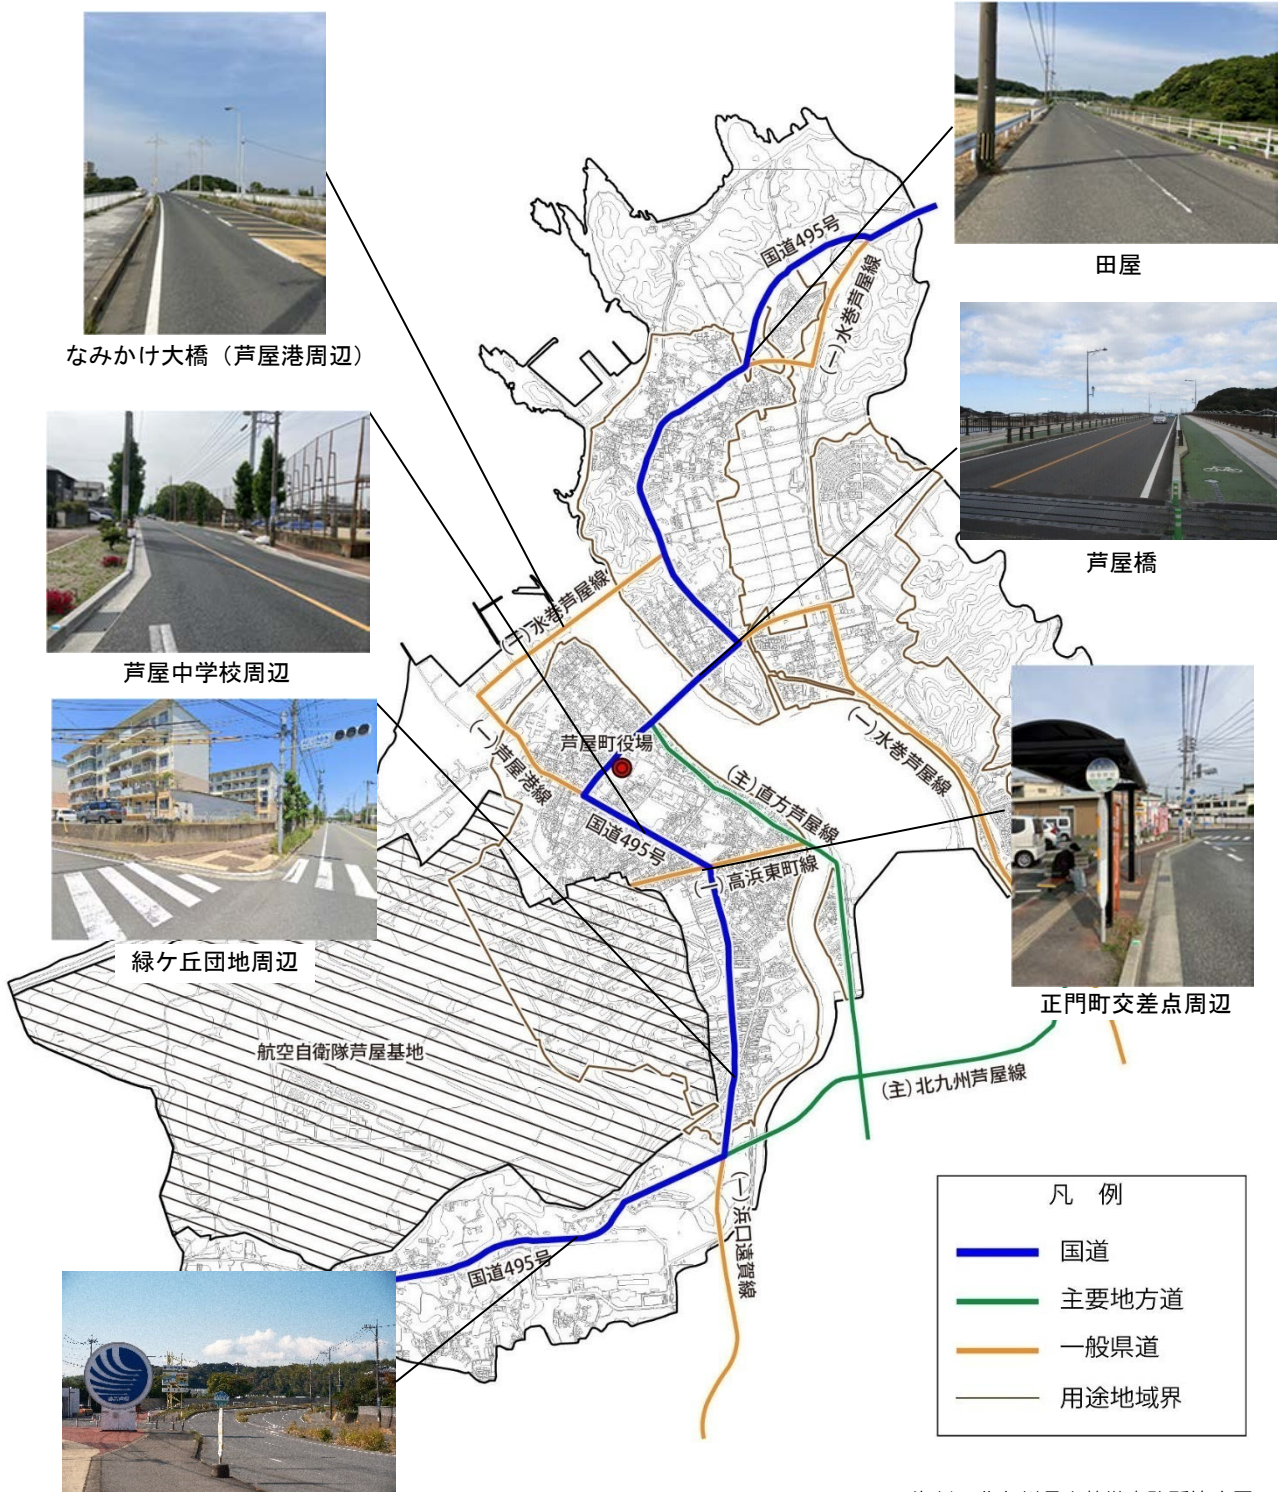 なみかけ大橋（芦屋港周辺）
田屋
国道495号
(一)水巻芦屋線
芦屋橋
芦屋中学校周辺
(一)水巻芦屋線
芦屋町役場
(一)芦屋港線
(一)水巻芦屋線
(主)直方芦屋線
国道495号
(一)高浜東町線
緑ケ丘団地周辺
正門町交差点周辺
航空自衛隊芦屋基地
(主)北九州芦屋線
(一)浜口遠賀線
国道495号
凡 例
国道
主要地方道
一般県道
用途地域界